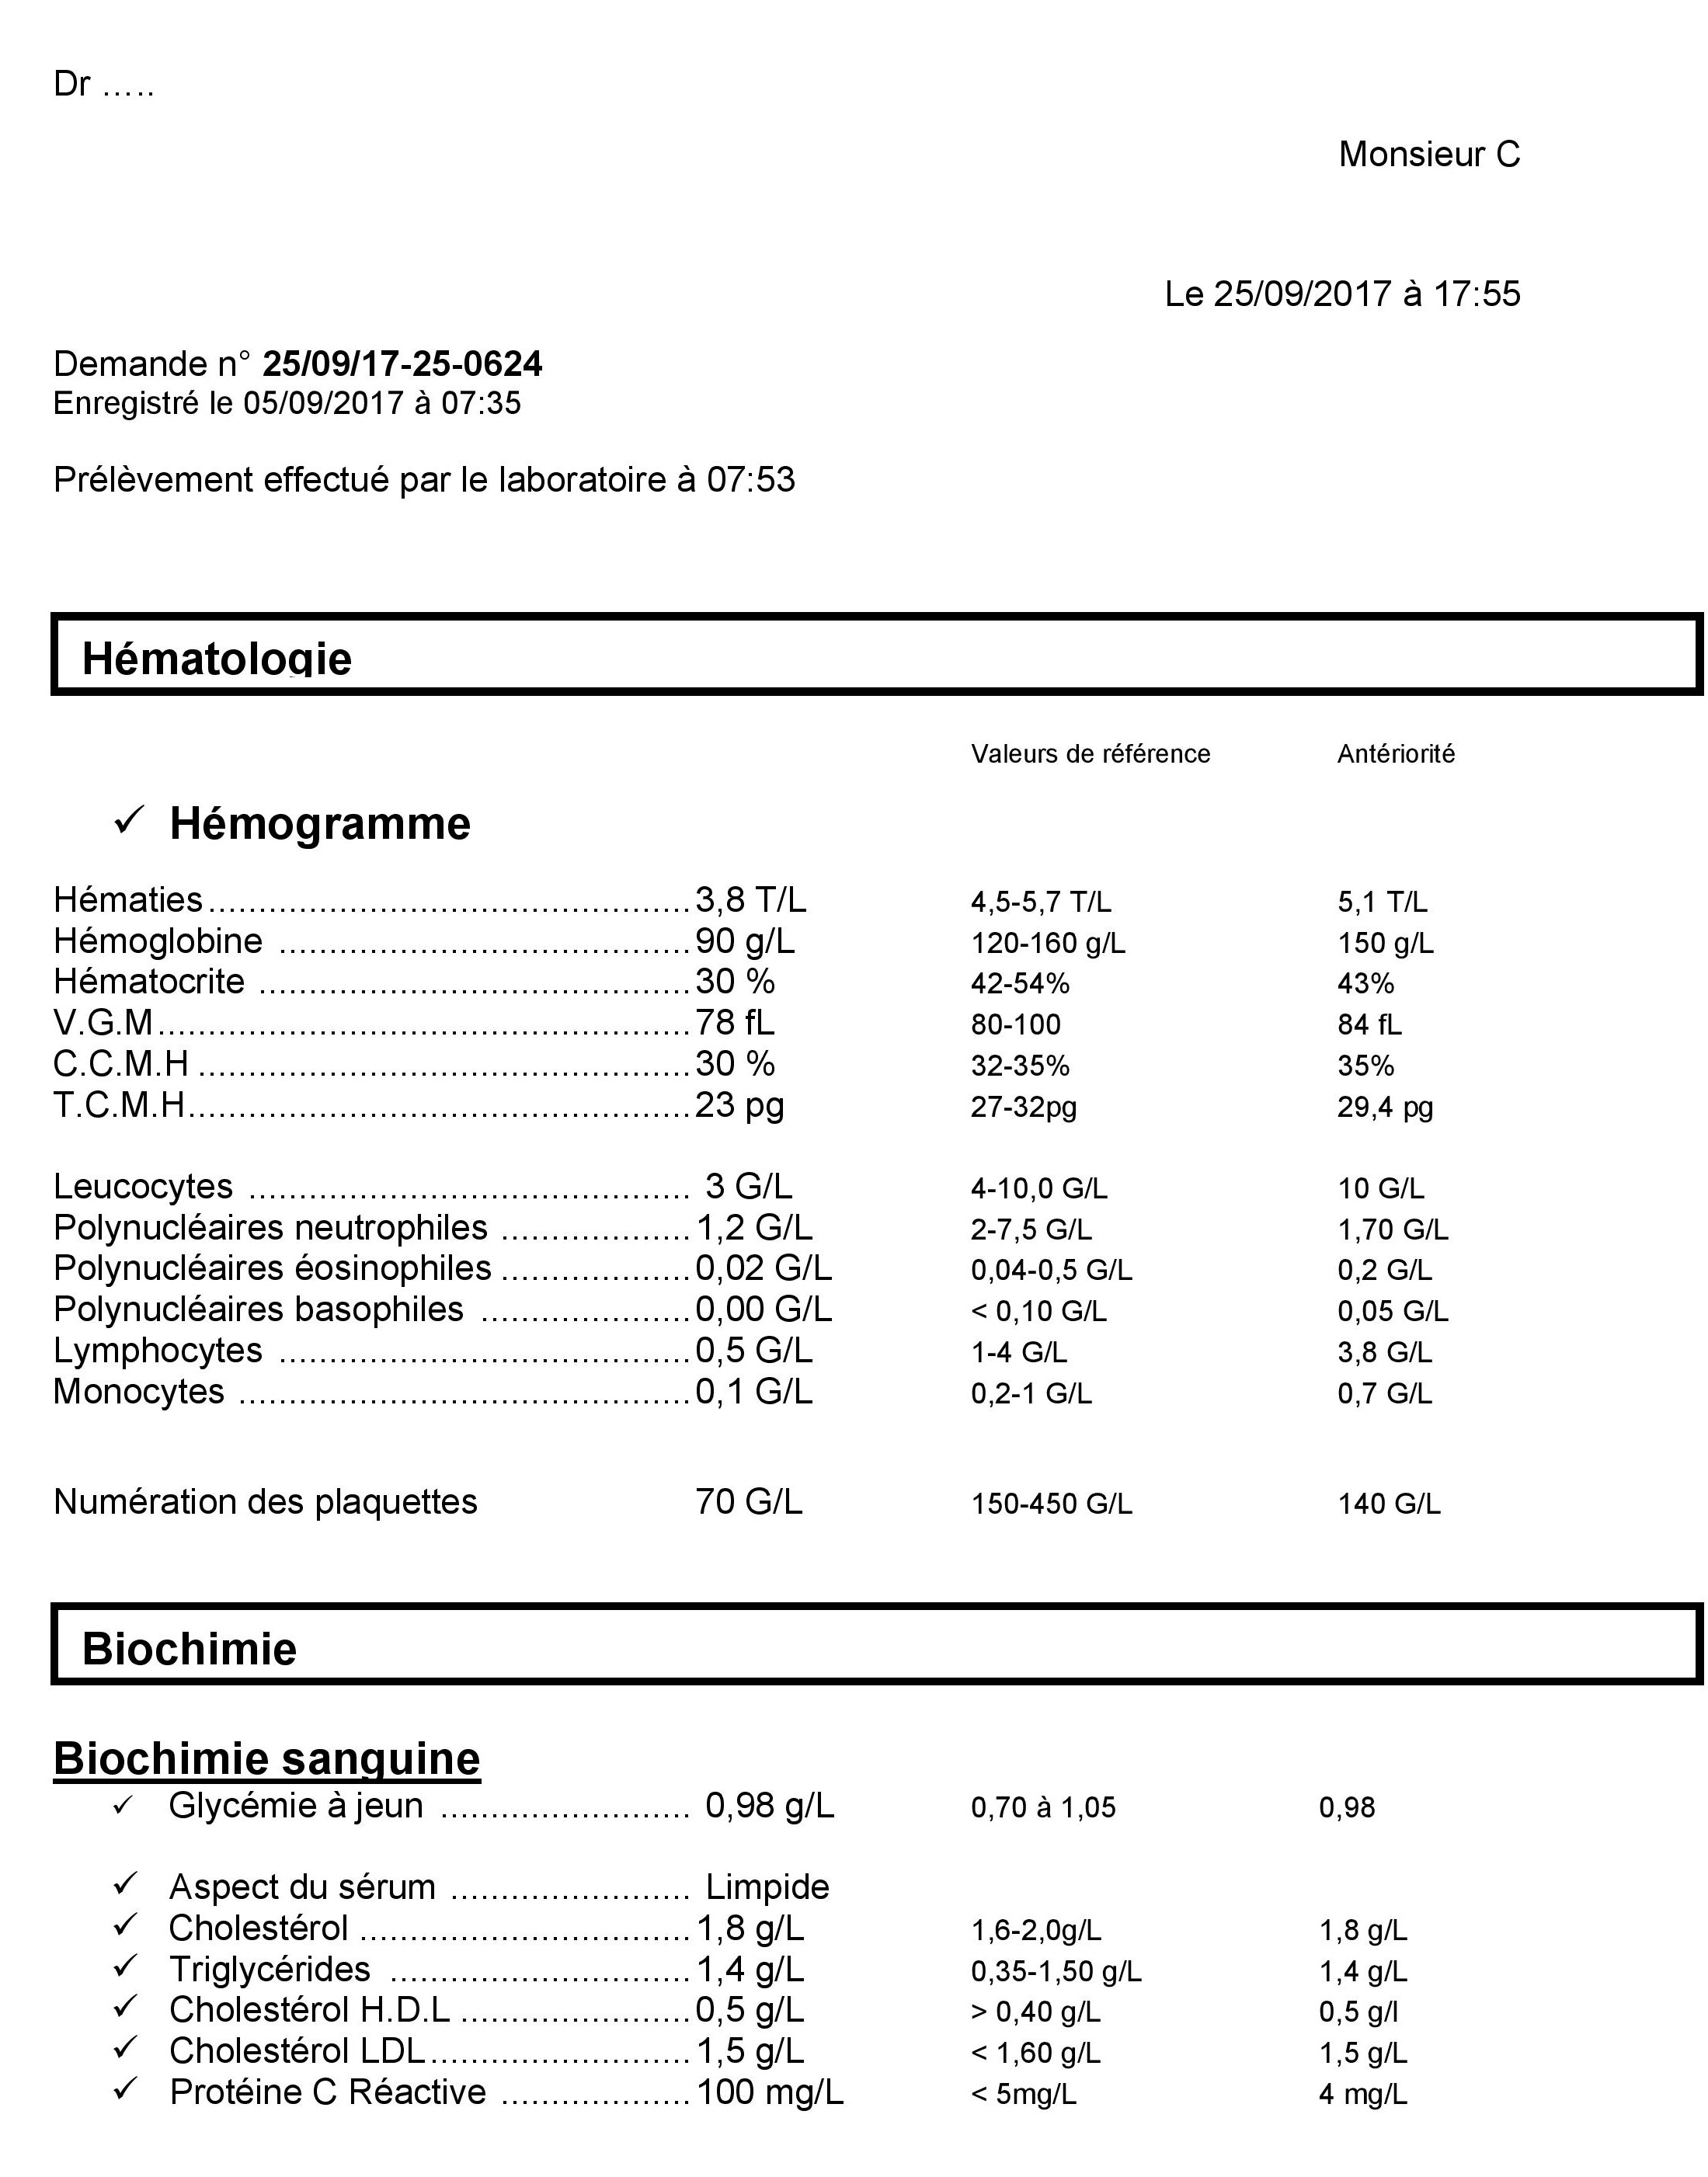 Dr …..
Monsieur C
Le 25/09/2017 à 17:55
Demande n° 25/09/17-25-0624
Enregistré le 05/09/2017 à 07:35
Prélèvement effectué par le laboratoire à 07:53
Hématologie
Valeurs de référence Antériorité
✓ Hémogramme
Hématies ................................................ 3,8 T/L 4,5-5,7 T/L 5,1 T/L
Hémoglobine ......................................... 90 g/L 120-160 g/L 150 g/L
Hématocrite ........................................... 30 % 42-54% 43%
V.G.M ..................................................... 78 fL 80-100 84 fL
C.C.M.H ................................................. 30 % 32-35% 35%
T.C.M.H .................................................. 23 pg 27-32pg 29,4 pg
Leucocytes ............................................ 3 G/L 4-10,0 G/L 10 G/L
Polynucléaires neutrophiles ................... 1,2 G/L 2-7,5 G/L 1,70 G/L
Polynucléaires éosinophiles ................... 0,02 G/L 0,04-0,5 G/L 0,2 G/L
Polynucléaires basophiles ..................... 0,00 G/L < 0,10 G/L 0,05 G/L
Lymphocytes ......................................... 0,5 G/L 1-4 G/L 3,8 G/L
Monocytes ............................................. 0,1 G/L 0,2-1 G/L 0,7 G/L
Numération des plaquettes 70 G/L 150-450 G/L 140 G/L
Biochimie
Biochimie sanguine
✓ Glycémie à jeun ......................... 0,98 g/L 0,70 à 1,05 0,98
✓ Aspect du sérum ........................ Limpide
✓ Cholestérol ................................. 1,8 g/L 1,6-2,0g/L 1,8 g/L
✓ Triglycérides .............................. 1,4 g/L 0,35-1,50 g/L 1,4 g/L
✓ Cholestérol H.D.L ....................... 0,5 g/L > 0,40 g/L 0,5 g/l
✓ Cholestérol LDL .......................... 1,5 g/L < 1,60 g/L 1,5 g/L
✓ Protéine C Réactive ................... 100 mg/L < 5mg/L 4 mg/L